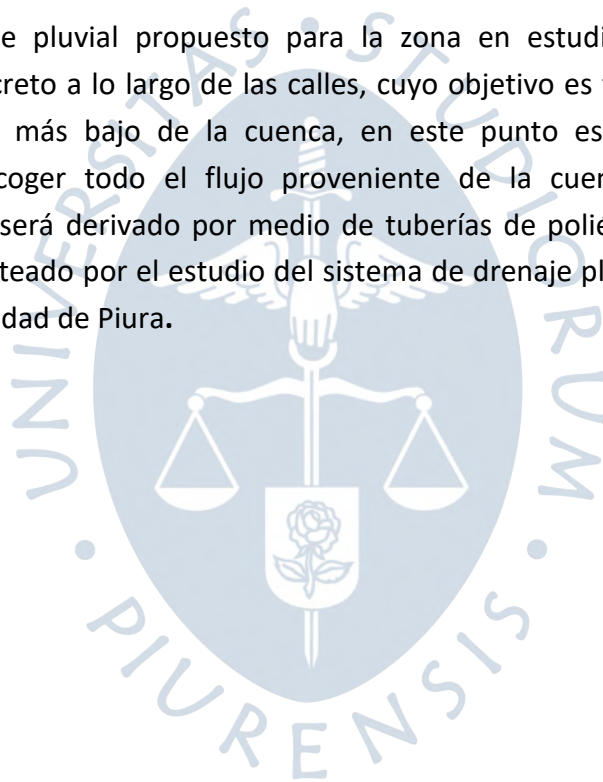 e pluvial propuesto para la zona en estudi
creto a lo largo de las calles, cuyo objetivo es
más bajo de la cuenca, en este punto es
coger todo el flujo proveniente de la cuen
será derivado por medio de tuberías de polie
teado por el estudio del sistema de drenaje pl
dad de Piura.
UNIVERSITAS STUDIORUM • PIURENSIS •